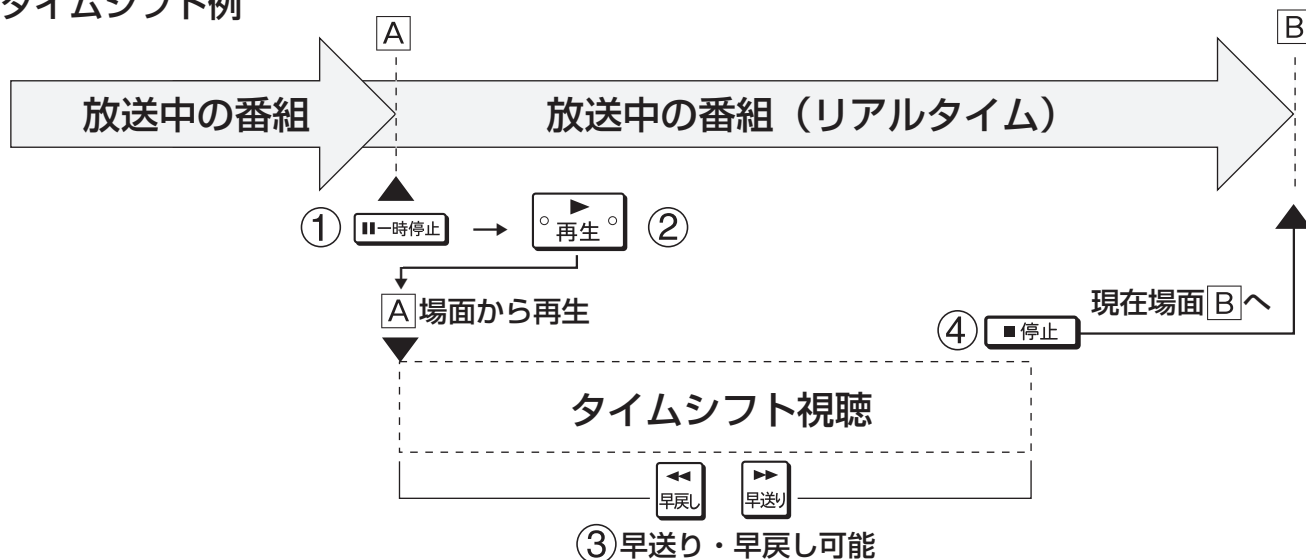 タイムシフト例
A
B
放送中の番組
放送中の番組（リアルタイム）
① 一時停止 → 再生 ②
A場面から再生
現在場面Bへ
④ 停止
タイムシフト視聴
早戻し 早送り
③早送り・早戻し可能